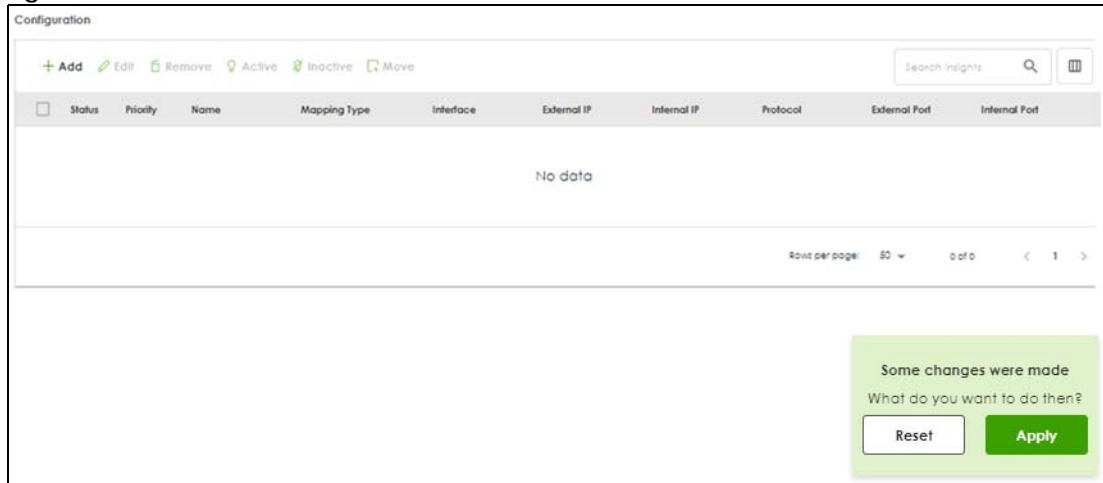 Configuration
Add Edit Remove Active Inactive Move Search insights
Status Priority Name Mapping Type Interface External IP Internal IP Protocol External Port Internal Port
No data
Rows per page: 50 0 of 0 < 1 >
Some changes were made
What do you want to do then?
Reset Apply